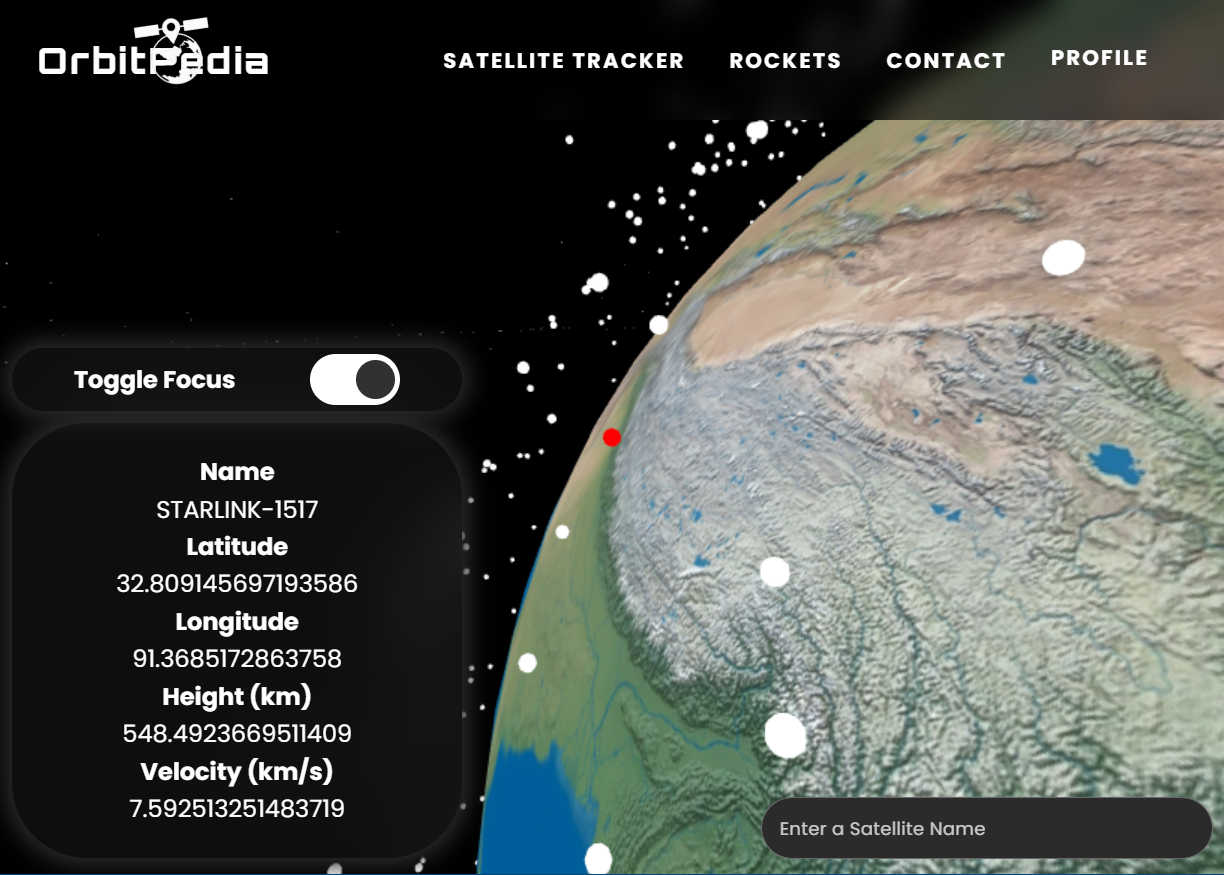 OrbitPedia
SATELLITE TRACKER
ROCKETS
CONTACT
PROFILE
Toggle Focus
Name
STARLINK-1517
Latitude
32.809145697193586
Longitude
91.3685172863758
Height (km)
548.4923669511409
Velocity (km/s)
7.592513251483719
Enter a Satellite Name